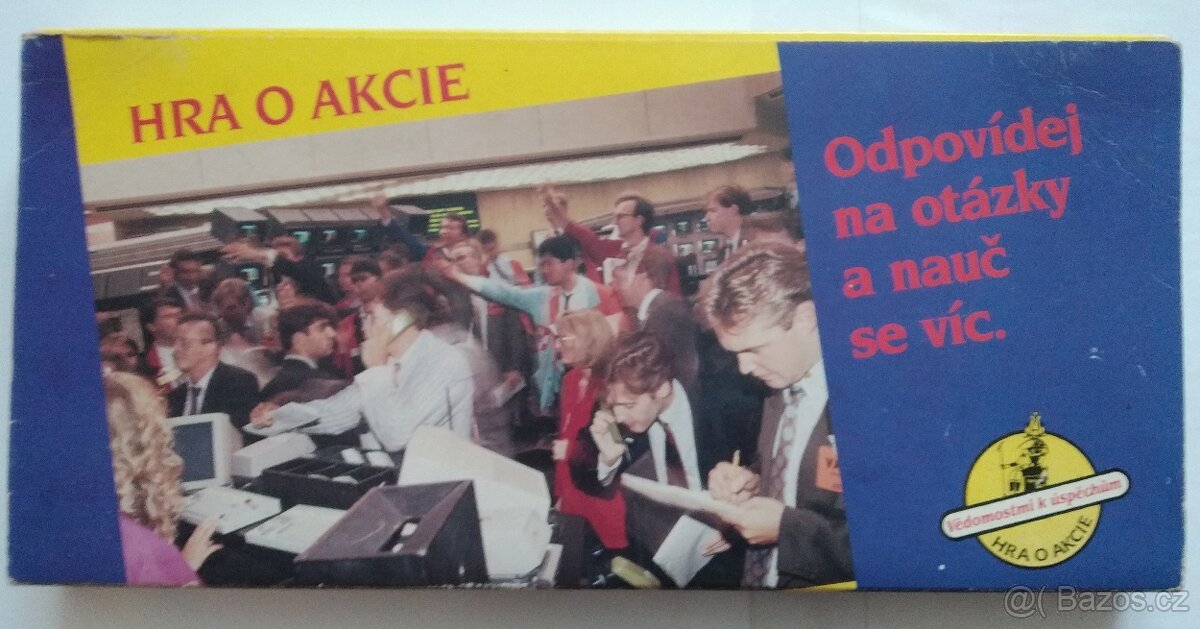 HRA O AKCIE
Odpovídej
na otázky
a nauč
se víc.
Vědomostmi k úspěchům
HRA O AKCIE
@( Bazos.cz